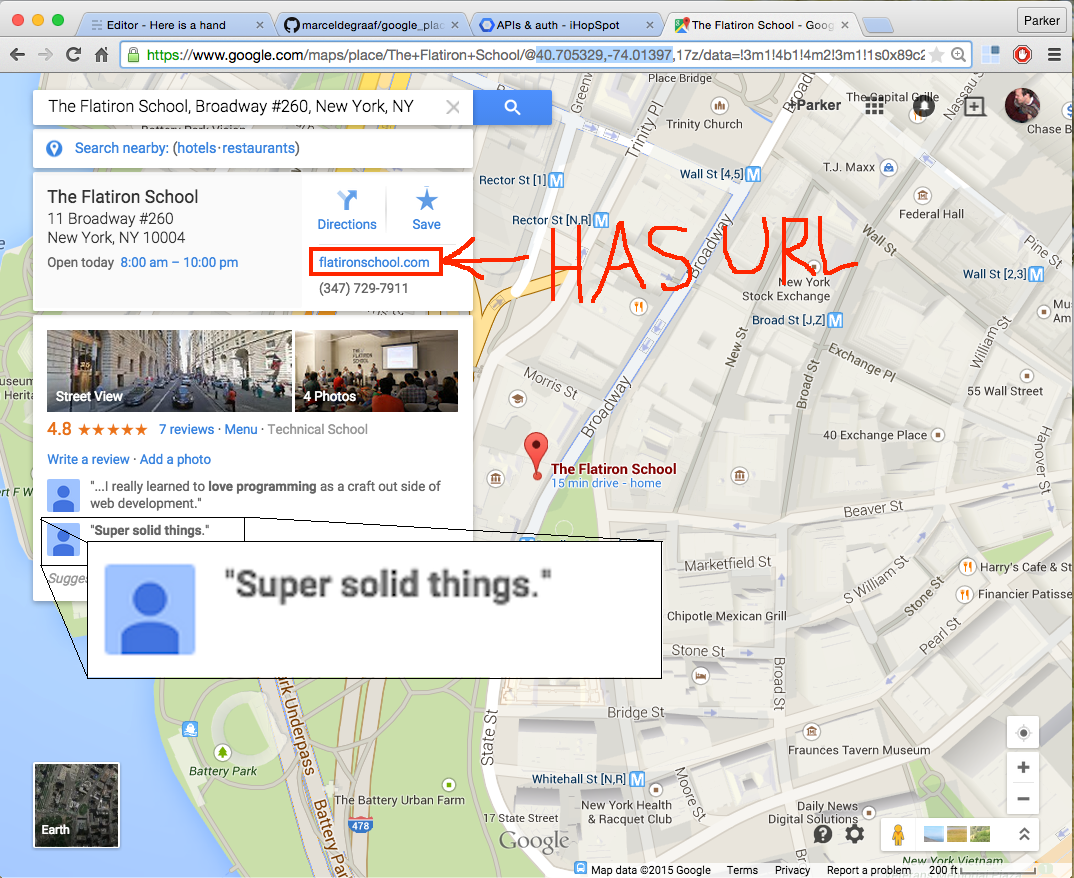 Editor - Here is a hand
marceldegraaf/google_plac
APIs & auth - iHopSpot
The Flatiron School - Goog
Parker
https://www.google.com/maps/place/The+Flatiron+School/@40.705329,-74.01397,17z/data=!3m1!4b1!4m2!3m1!1s0x89c2
The Flatiron School, Broadway #260, New York, NY
Search nearby: (hotels·restaurants)
The Flatiron School
11 Broadway #260
New York, NY 10004
Open today 8:00 am – 10:00 pm
Directions
Save
flatironschool.com
(347) 729-7911
HAS URL
Street View
4 Photos
4.8 ★★★★★ 7 reviews · Menu · Technical School
Write a review · Add a photo
"...I really learned to love programming as a craft out side of
web development."
"Super solid things."
Sugges
"Super solid things."
+Parker
Place Bridge
The Capital Grille
Nassau St
Chase B
Greenw
Trinity Pl
Trinity Church
T.J. Maxx
Wall St [4,5] M
Rector St [1] M
Rector St [N,R] M
Federal Hall
Wall St
Wall St [2,3] M
Broadway
New York
Stock Exchange
Broad St [J,Z] M
Mus
Am
William St
New St
Broad St
Exchange Pl
55 Wall Street
Morris St
Broadway
40 Exchange Place
Hanover St
The Flatiron School
15 min drive - home
Beaver St
Marketfield St
S William St
Stone St
Harry's Cafe & St
Financier Patisse
Chipotle Mexican Grill
Pearl St
Stone St
Broad St
Bridge St
State St
Fraunces Tavern Museum
Whitehall St [N,R] M
Moore St
New York Health
& Racquet Club
Daily News
Digital Solutions
17 State Street
Battery Park
The Battery Urban Farm
rk Underpass
Battery Par
478
useum
Herita
ert F W
Battery Park Vision
Earth
Google
New York Vietnam
Map data ©2015 Google Terms Privacy Report a problem 200 ft